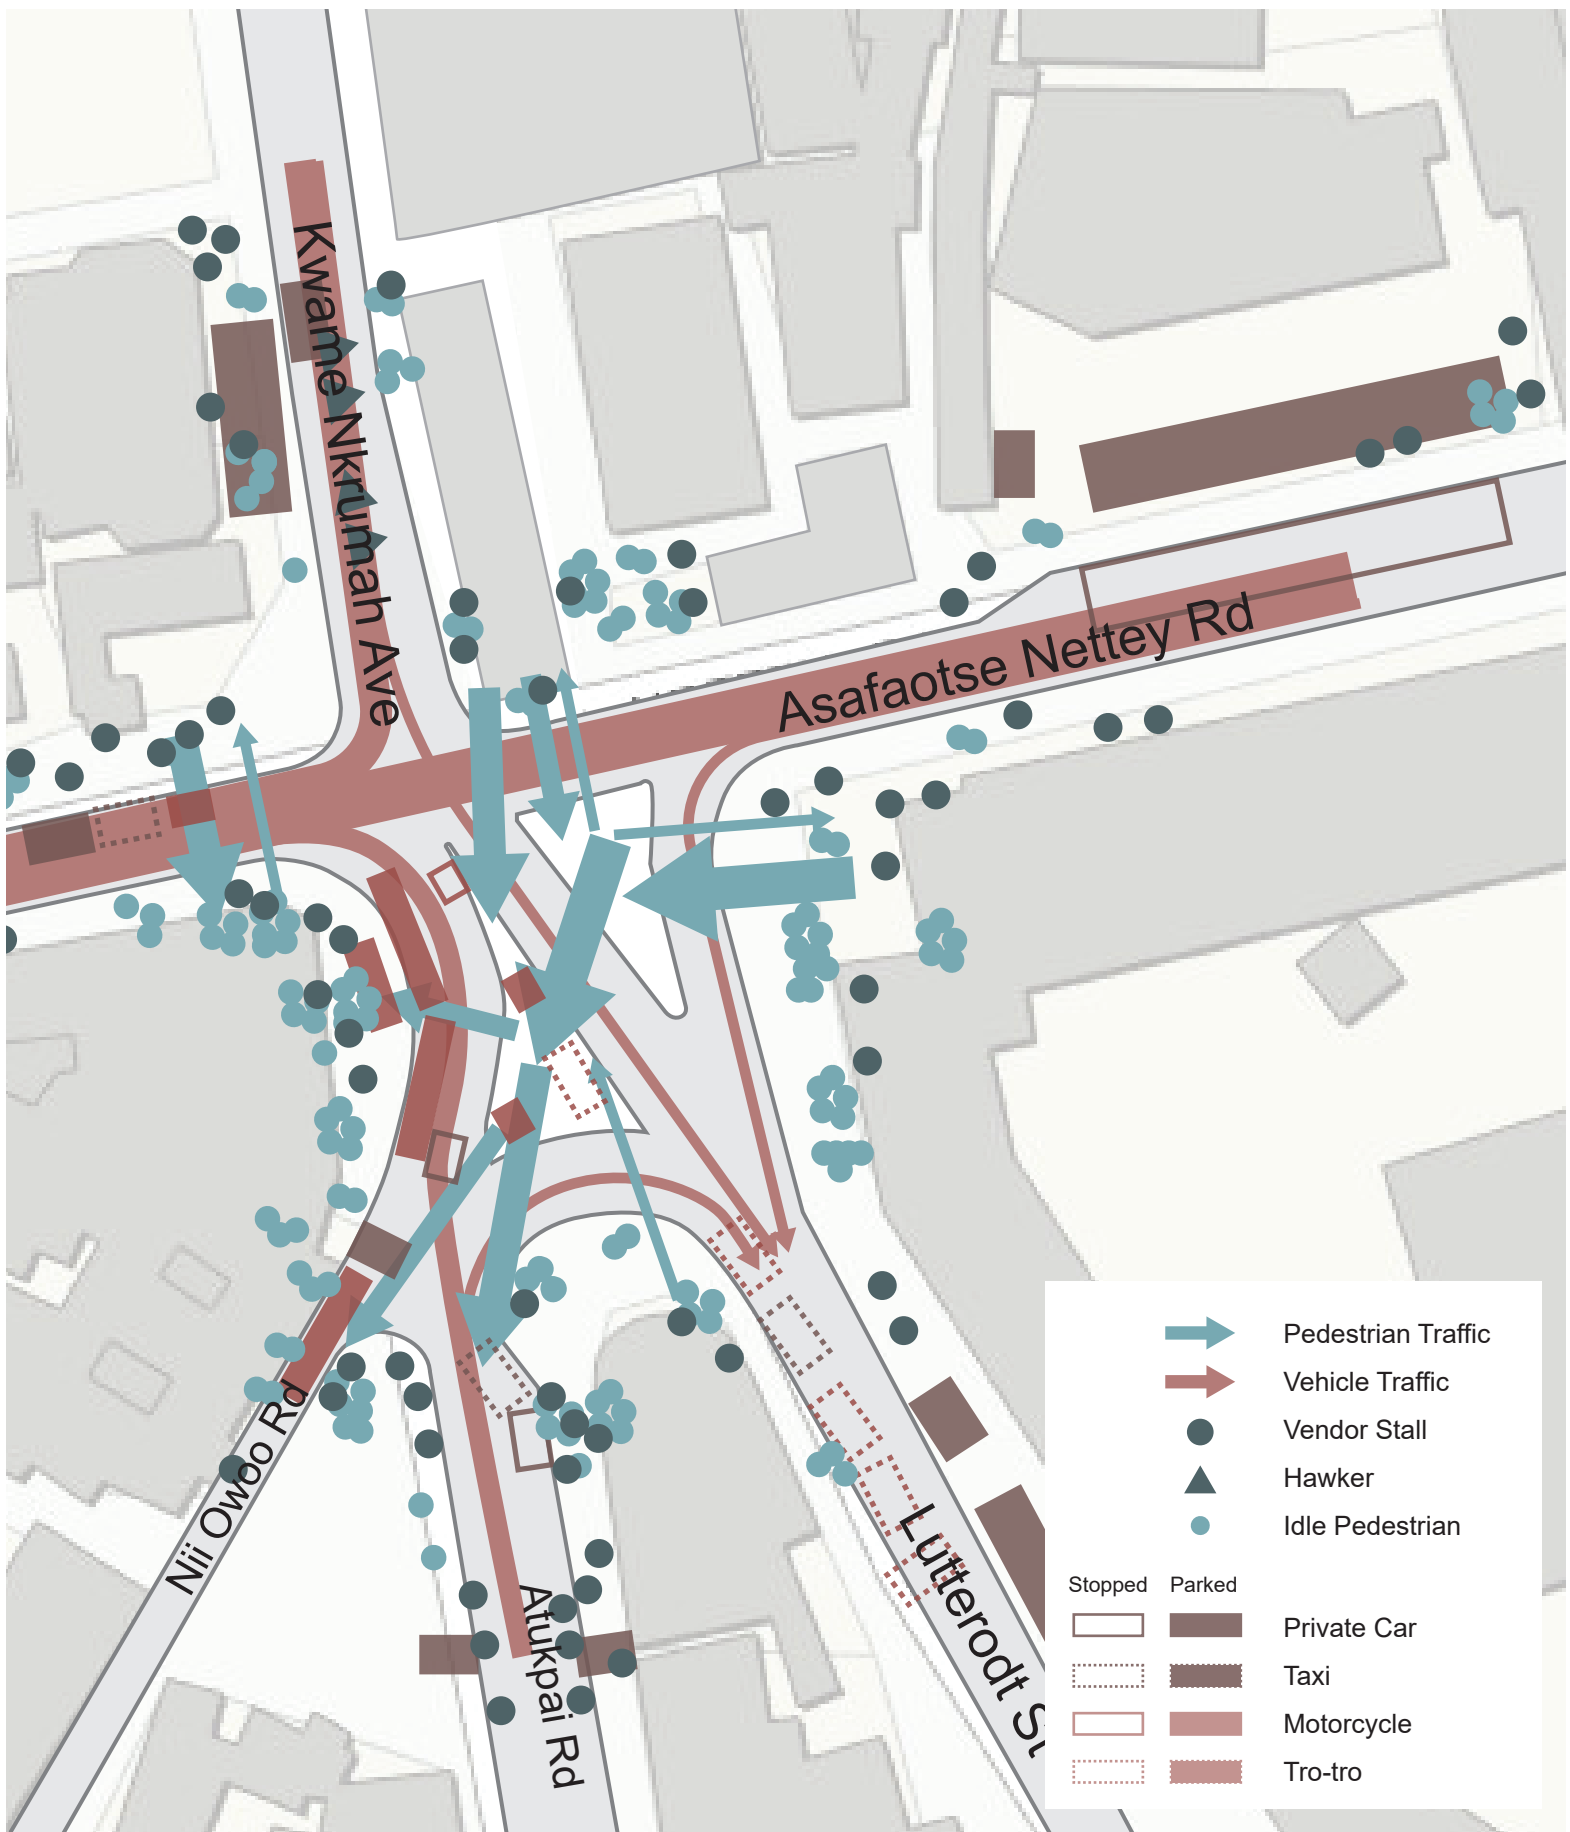 Kwame Nkrumah Ave
Asafaotse Nettey Rd
Nii Owoo Rd
Atukpai Rd
Lutterodt St
Pedestrian Traffic
Vehicle Traffic
Vendor Stall
Hawker
Idle Pedestrian
Stopped Parked
Private Car
Taxi
Motorcycle
Tro-tro